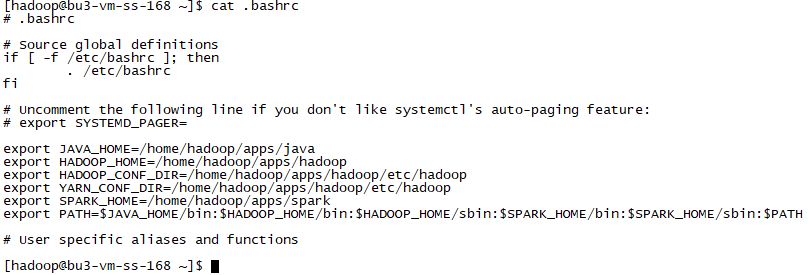 [hadoop@bu3-vm-ss-168 ~]$ cat .bashrc
# .bashrc
# Source global definitions
if [ -f /etc/bashrc ]; then
        . /etc/bashrc
fi
# Uncomment the following line if you don't like systemctl's auto-paging feature:
# export SYSTEMD_PAGER=
export JAVA_HOME=/home/hadoop/apps/java
export HADOOP_HOME=/home/hadoop/apps/hadoop
export HADOOP_CONF_DIR=/home/hadoop/apps/hadoop/etc/hadoop
export YARN_CONF_DIR=/home/hadoop/apps/hadoop/etc/hadoop
export SPARK_HOME=/home/hadoop/apps/spark
export PATH=$JAVA_HOME/bin:$HADOOP_HOME/bin:$HADOOP_HOME/sbin:$SPARK_HOME/bin:$SPARK_HOME/sbin:$PATH
# User specific aliases and functions
[hadoop@bu3-vm-ss-168 ~]$